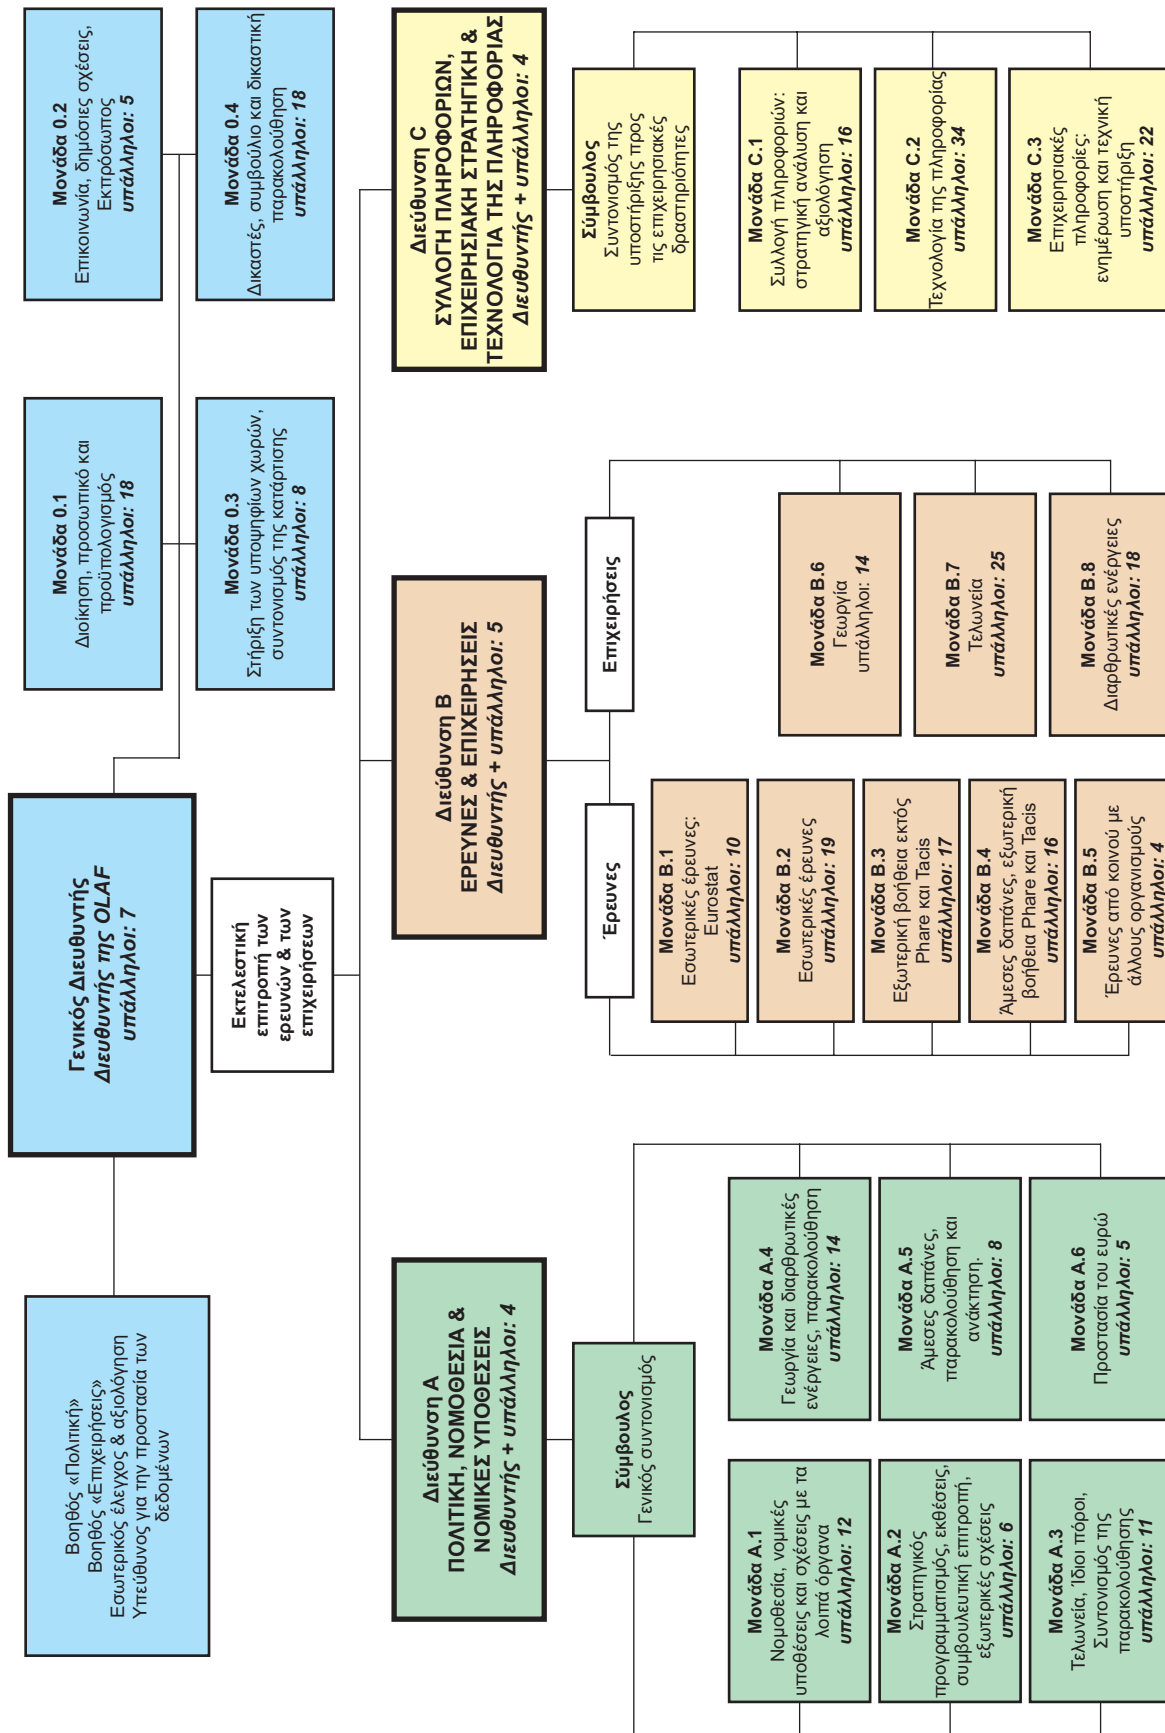 Βοηθός «Πολιτική»
Βοηθός «Επιχειρήσεις»
Εσωτερικός έλεγχος & αξιολόγηση
Υπεύθυνος για την προστασία των
δεδομένων
Γενικός Διευθυντής
Διευθυντής της OLAF
υπάλληλοι: 7
Μονάδα 0.1
Διοίκηση, προσωπικό και
προϋπολογισμός
υπάλληλοι: 18
Μονάδα 0.2
Επικοινωνία, δημόσιες σχέσεις,
Εκπρόσωπος
υπάλληλοι: 5
Μονάδα 0.3
Στήριξη των υποψηφίων χωρών,
συντονισμός της κατάρτισης
υπάλληλοι: 8
Μονάδα 0.4
Δικαστές, συμβούλιο και δικαστική
παρακολούθηση
υπάλληλοι: 18
Εκτελεστική
επιτροπή των
ερευνών & των
επιχειρήσεων
Διεύθυνση A
ΠΟΛΙΤΙΚΗ, ΝΟΜΟΘΕΣΙΑ &
ΝΟΜΙΚΕΣ ΥΠΟΘΕΣΕΙΣ
Διευθυντής + υπάλληλοι: 4
Σύμβουλος
Γενικός συντονισμός
Μονάδα A.1
Νομοθεσία, νομικές
υποθέσεις και σχέσεις με τα
λοιπά όργανα
υπάλληλοι: 12
Μονάδα A.2
Στρατηγικός
προγραμματισμός, εκθέσεις,
συμβουλευτική επιτροπή,
εξωτερικές σχέσεις
υπάλληλοι: 6
Μονάδα A.3
Τελωνεία, Ίδιοι πόροι,
Συντονισμός της
παρακολούθησης
υπάλληλοι: 11
Μονάδα A.4
Γεωργία και διαρθρωτικές
ενέργειες, παρακολούθηση
υπάλληλοι: 14
Μονάδα A.5
Άμεσες δαπάνες,
παρακολούθηση και
ανάκτηση.
υπάλληλοι: 8
Μονάδα A.6
Προστασία του ευρώ
υπάλληλοι: 5
Διεύθυνση B
ΕΡΕΥΝΕΣ & ΕΠΙΧΕΙΡΗΣΕΙΣ
Διευθυντής + υπάλληλοι: 5
Έρευνες
Μονάδα B.1
Εσωτερικές έρευνες:
Eurostat
υπάλληλοι: 10
Μονάδα B.2
Εσωτερικές έρευνες
υπάλληλοι: 19
Μονάδα B.3
Εξωτερική βοήθεια εκτός
Phare και Tacis
υπάλληλοι: 17
Μονάδα B.4
Άμεσες δαπάνες, εξωτερική
βοήθεια Phare και Tacis
υπάλληλοι: 16
Μονάδα B.5
Έρευνες από κοινού με
άλλους οργανισμούς
υπάλληλοι: 4
Επιχειρήσεις
Μονάδα B.6
Γεωργία
υπάλληλοι: 14
Μονάδα B.7
Τελωνεία
υπάλληλοι: 25
Μονάδα B.8
Διαρθρωτικές ενέργειες
υπάλληλοι: 18
Διεύθυνση C
ΣΥΛΛΟΓΗ ΠΛΗΡΟΦΟΡΙΩΝ,
ΕΠΙΧΕΙΡΗΣΙΑΚΗ ΣΤΡΑΤΗΓΙΚΗ &
ΤΕΧΝΟΛΟΓΙΑ ΤΗΣ ΠΛΗΡΟΦΟΡΙΑΣ
Διευθυντής + υπάλληλοι: 4
Σύμβουλος
Συντονισμός της
υποστήριξης προς
τις επιχειρησιακές
δραστηριότητες
Μονάδα C.1
Συλλογή πληροφοριών:
στρατηγική ανάλυση και
αξιολόγηση
υπάλληλοι: 16
Μονάδα C.2
Τεχνολογία της πληροφορίας
υπάλληλοι: 34
Μονάδα C.3
Επιχειρησιακές
πληροφορίες:
ενημέρωση και τεχνική
υποστήριξη
υπάλληλοι: 22